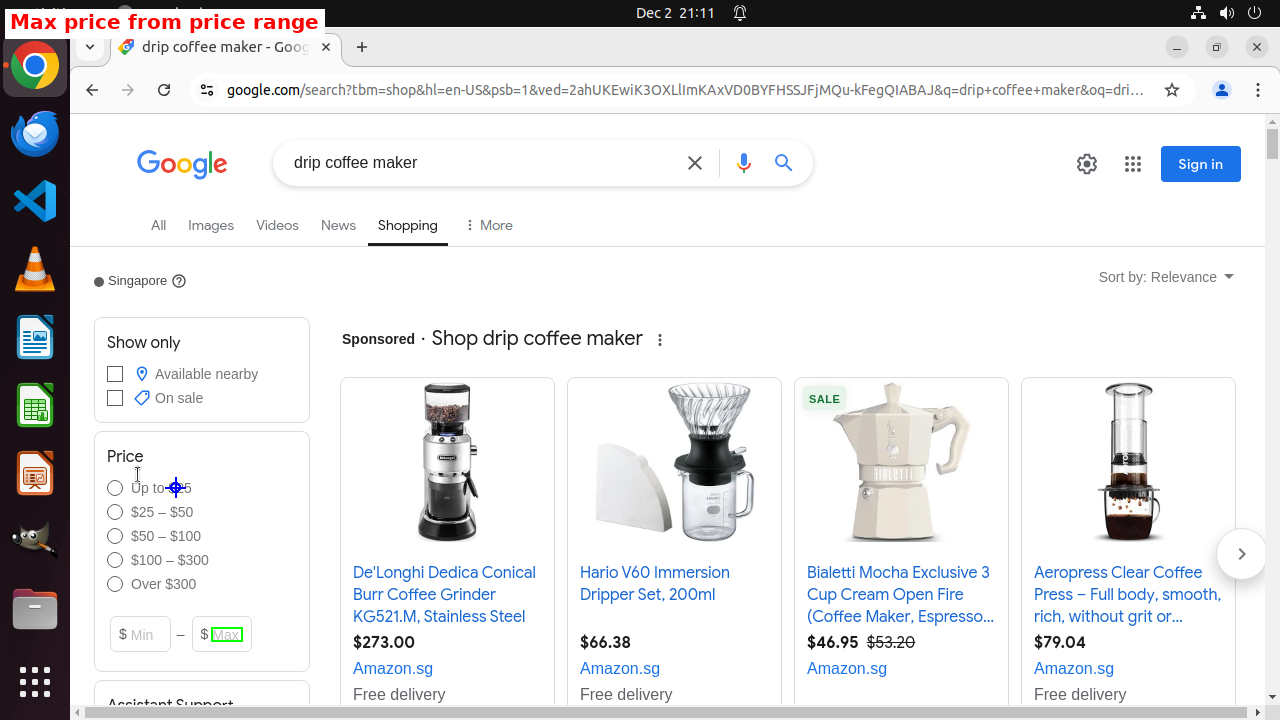 Max price from price range
Dec 2 21:11
drip coffee maker - Goog
google.com/search?tbm=shop&hl=en-US&psb=1&ved=2ahUKEwiK3OXLlImKAxVD0BYFHSSJFjMQu-kFegQIABAJ&q=drip+coffee+maker&oq=dri...
Google
drip coffee maker
Sign in
All
Images
Videos
News
Shopping
More
Singapore
Sort by: Relevance
Show only
Available nearby
On sale
Price
Up to $25
$25 – $50
$50 – $100
$100 – $300
Over $300
$ Min – $ Max
Assistant Support
Sponsored · Shop drip coffee maker
De'Longhi Dedica Conical
Burr Coffee Grinder
KG521.M, Stainless Steel
$273.00
Amazon.sg
Free delivery
Hario V60 Immersion
Dripper Set, 200ml
$66.38
Amazon.sg
Free delivery
SALE
BIALETTI
Bialetti Mocha Exclusive 3
Cup Cream Open Fire
(Coffee Maker, Espresso...
$46.95 $53.20
Amazon.sg
Aeropress Clear Coffee
Press – Full body, smooth,
rich, without grit or...
$79.04
Amazon.sg
Free delivery